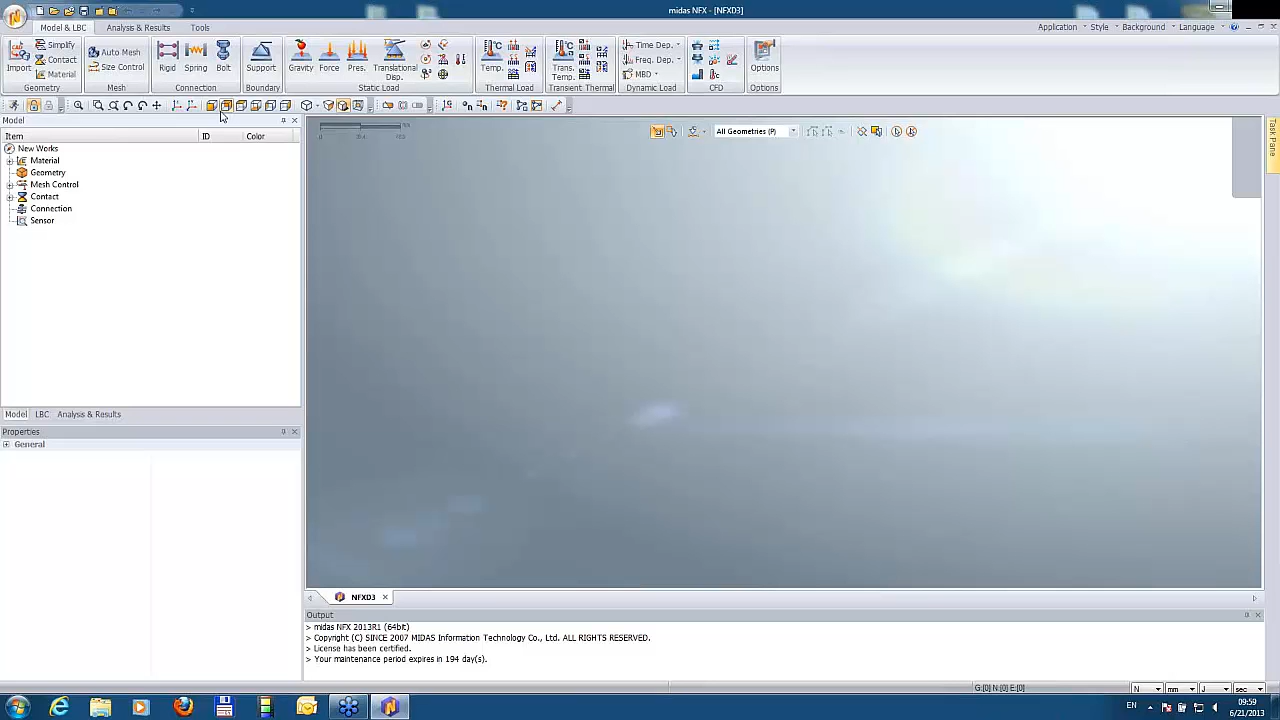 midas NFX - [NFXD3]
Model & LBC
Analysis & Results
Tools
Application
Style
Background
Language
Import
Simplify
Contact
Material
Geometry
Auto Mesh
Size Control
Mesh
Rigid
Spring
Bolt
Connection
Support
Boundary
Gravity
Force
Pres.
Translational
Disp.
Static Load
Temp.
Thermal Load
Trans.
Temp.
Transient Thermal
Time Dep.
Freq. Dep.
MBD
Dynamic Load
CFD
Options
Options
Model
Item
ID
Color
New Works
Material
Geometry
Mesh Control
Contact
Connection
Sensor
All Geometries (P)
Task Pane
Model
LBC
Analysis & Results
Properties
General
NFXD3
Output
> midas NFX 2013R1 (64bit)
> Copyright (C) SINCE 2007 MIDAS Information Technology Co., Ltd. ALL RIGHTS RESERVED.
> License has been certified.
> Your maintenance period expires in 194 day(s).
G:[0] N:[0] E:[0]
N
mm
J
sec
EN
09:59
6/21/2013